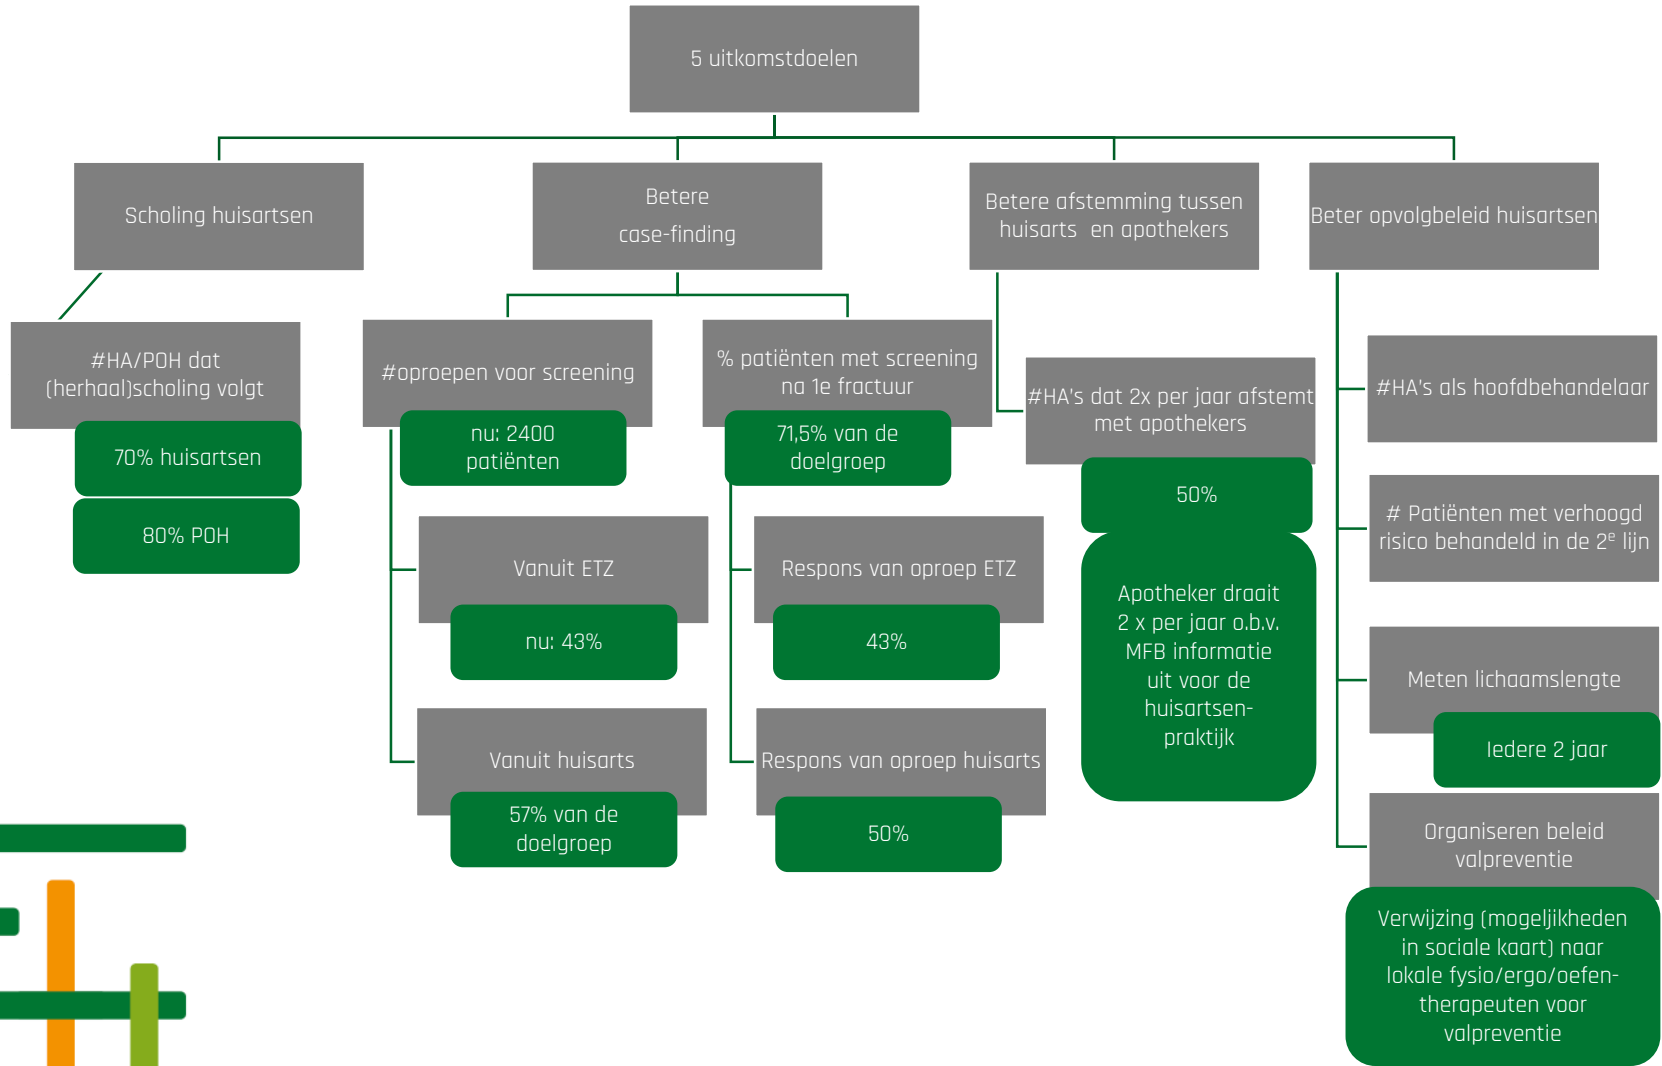 5 uitkomstdoelen
Scholing huisartsen
Betere
case-finding
Betere afstemming tussen
huisarts en apothekers
Beter opvolgbeleid huisartsen
#HA/POH dat
(herhaal)scholing volgt
70% huisartsen
80% POH
#oproepen voor screening
nu: 2400
patiënten
Vanuit ETZ
nu: 43%
Vanuit huisarts
57% van de
doelgroep
% patiënten met screening
na 1e fractuur
71,5% van de
doelgroep
Respons van oproep ETZ
43%
Respons van oproep huisarts
50%
#HA's dat 2x per jaar afstemt
met apothekers
50%
Apotheker draait
2 x per jaar o.b.v.
MFB informatie
uit voor de
huisartsen-
praktijk
#HA's als hoofdbehandelaar
# Patiënten met verhoogd
risico behandeld in de 2e lijn
Meten lichaamslengte
Iedere 2 jaar
Organiseren beleid
valpreventie
Verwijzing (mogeljikheden
in sociale kaart) naar
lokale fysio/ergo/oefen-
therapeuten voor
valpreventie